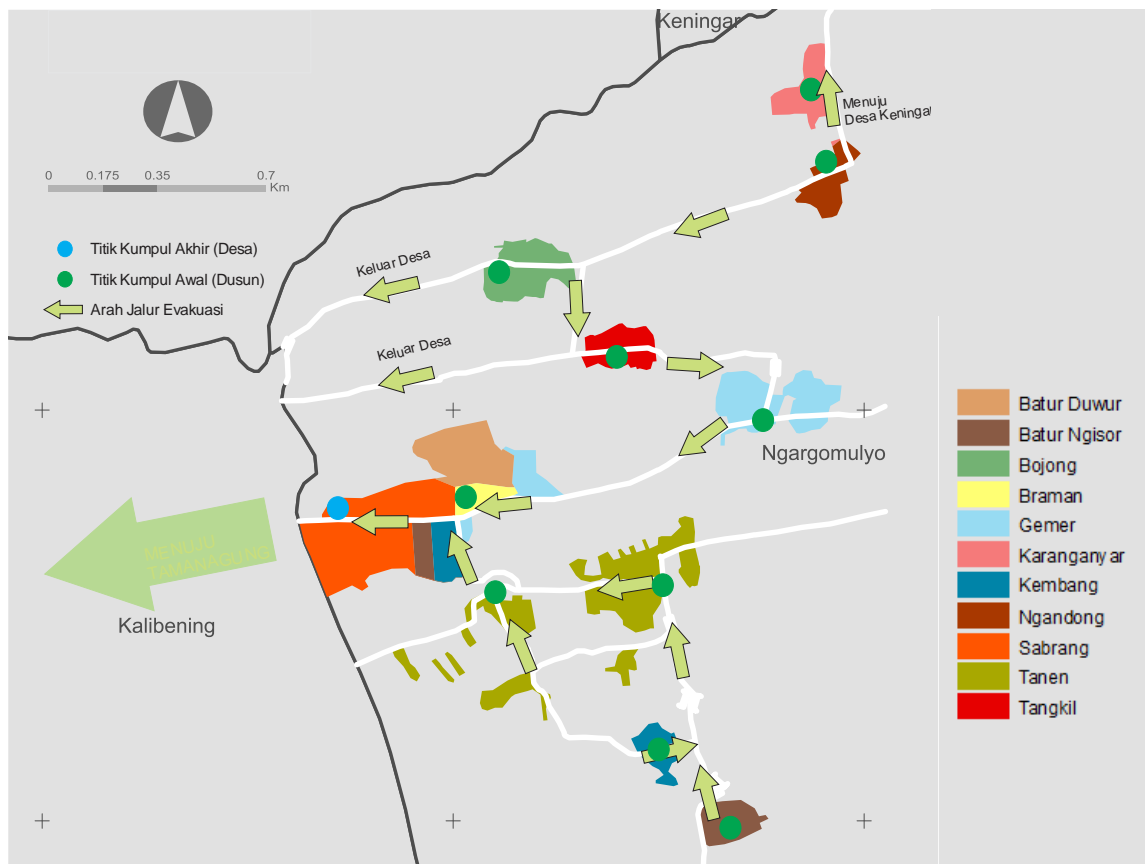 Keningar
Menuju
Desa Keninga
0 0.175 0.35 0.7
Km
Titik Kumpul Akhir (Desa)
Titik Kumpul Awal (Dusun)
Arah Jalur Evakuasi
Keluar Desa
Keluar Desa
Ngargomulyo
MENUJU
TAMANAGUNG
Kalibening
Batur Duwur
Batur Ngisor
Bojong
Braman
Gemer
Karanganyar
Kembang
Ngandong
Sabrang
Tanen
Tangkil